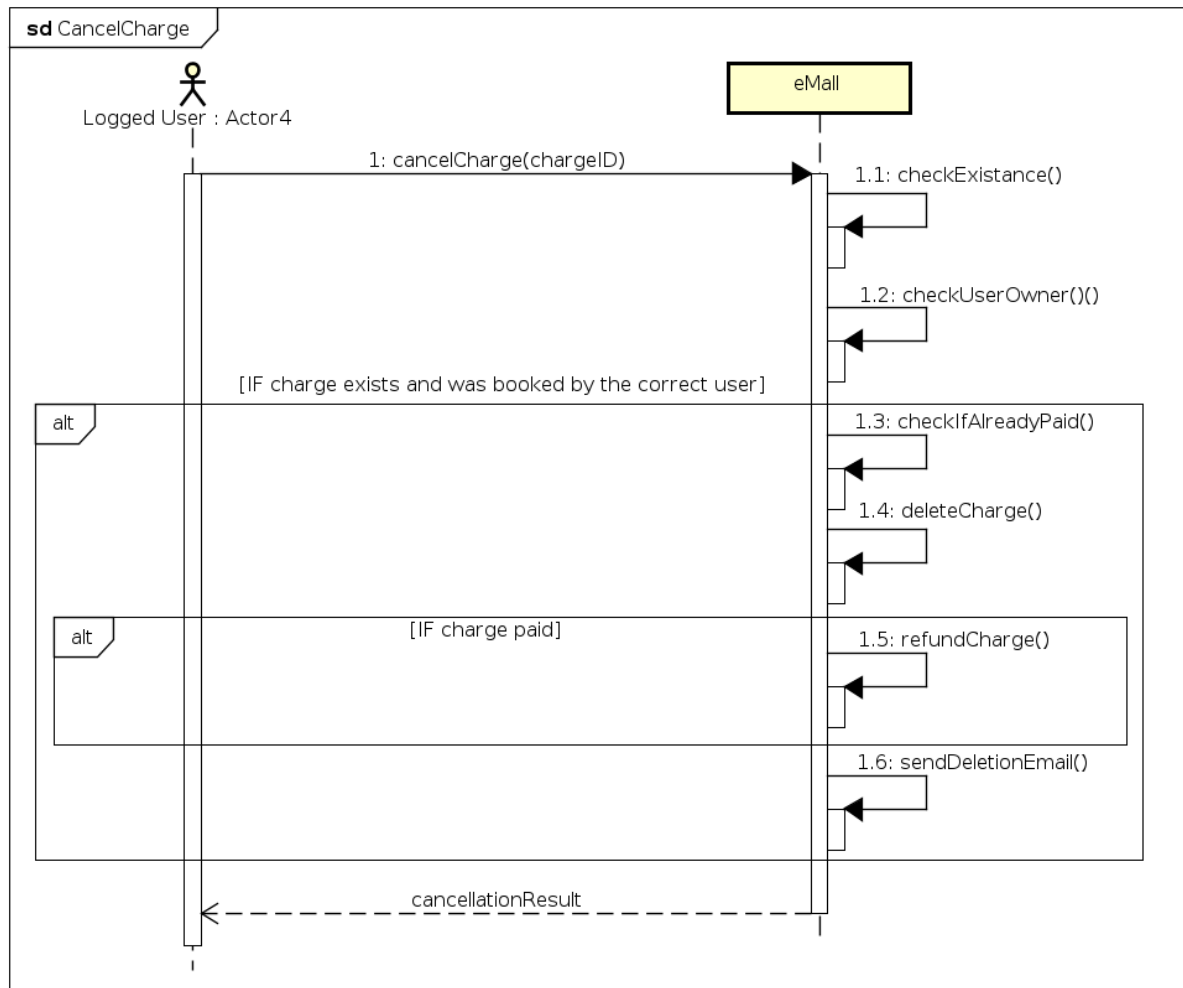 sd CancelCharge
Logged User : Actor4
eMall
1: cancelCharge(chargeID)
1.1: checkExistance()
1.2: checkUserOwner()()
[IF charge exists and was booked by the correct user]
alt
1.3: checkIfAlreadyPaid()
1.4: deleteCharge()
alt
[IF charge paid]
1.5: refundCharge()
1.6: sendDeletionEmail()
cancellationResult